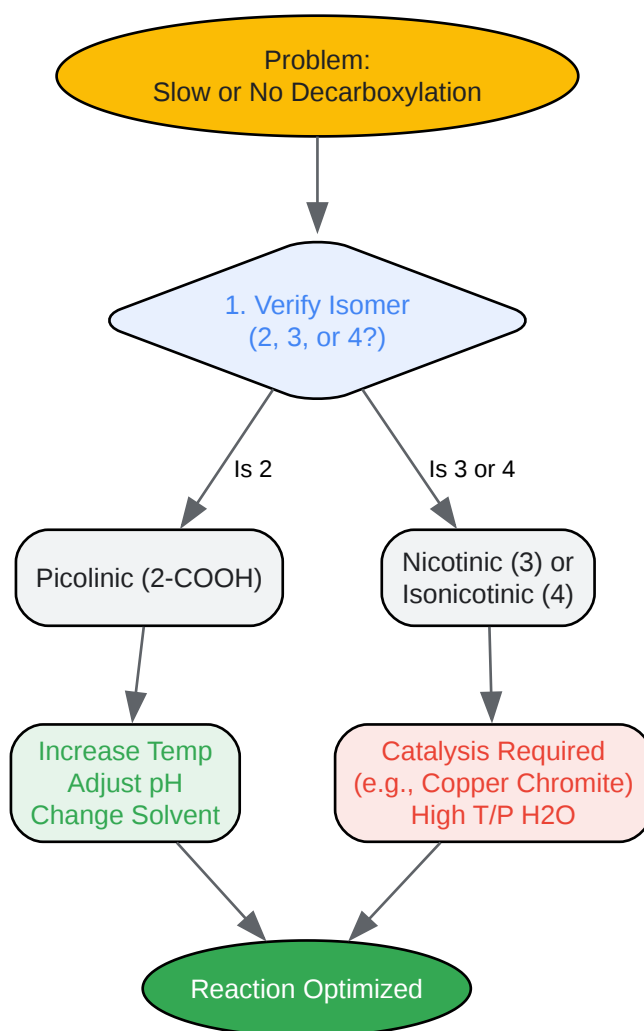 Problem:
Slow or No Decarboxylation
1. Verify Isomer
(2, 3, or 4?)
Is 2
Is 3 or 4
Picolinic (2-COOH)
Nicotinic (3) or
Isonicotinic (4)
Increase Temp
Adjust pH
Change Solvent
Catalysis Required
(e.g., Copper Chromite)
High T/P H2O
Reaction Optimized